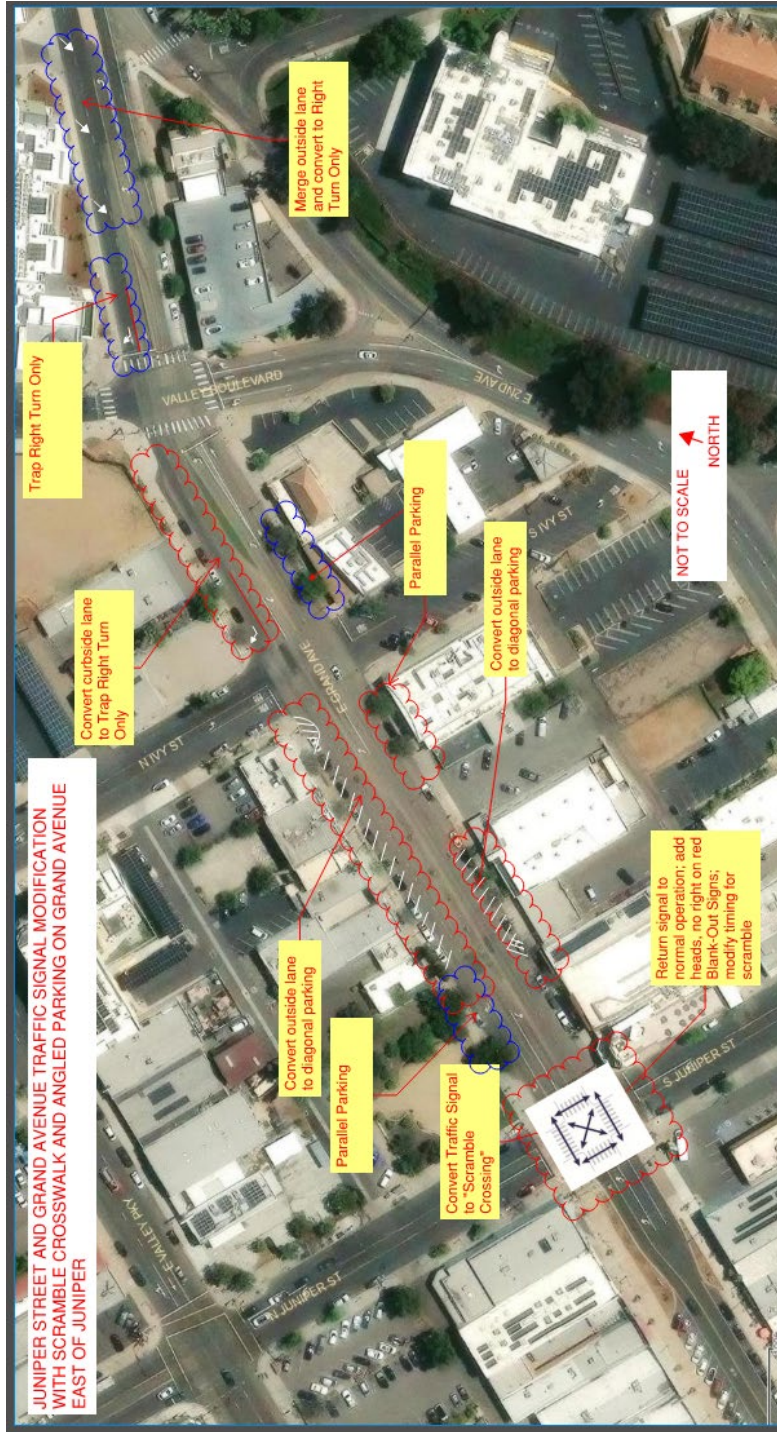 JUNIPER STREET AND GRAND AVENUE TRAFFIC SIGNAL MODIFICATION
WITH SCRAMBLE CROSSWALK AND ANGLED PARKING ON GRAND AVENUE
EAST OF JUNIPER
Convert curbside lane
to Trap Right Turn
Only
Trap Right Turn Only
Merge outside lane
and convert to Right
Turn Only
Convert outside lane
to diagonal parking
Parallel Parking
Convert Traffic Signal
to "Scramble
Crossing"
Parallel Parking
Convert outside lane
to diagonal parking
Return signal to
normal operation; add
heads, no right on red
Blank-Out Signs;
modify timing for
scramble
NOT TO SCALE
NORTH
E VALLEY PKY
N JUNIPER ST
S JUNIPER ST
N IVY ST
S IVY ST
E GRAND AVE
VALLEY BOULEVARD
E 2ND AVE